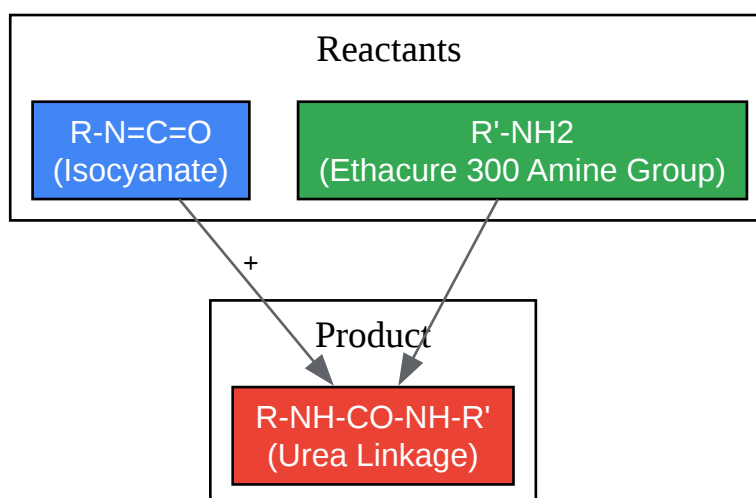 Reactants
R-N=C=O
(Isocyanate)
R'-NH2
(Ethacure 300 Amine Group)
+
Product
R-NH-CO-NH-R'
(Urea Linkage)